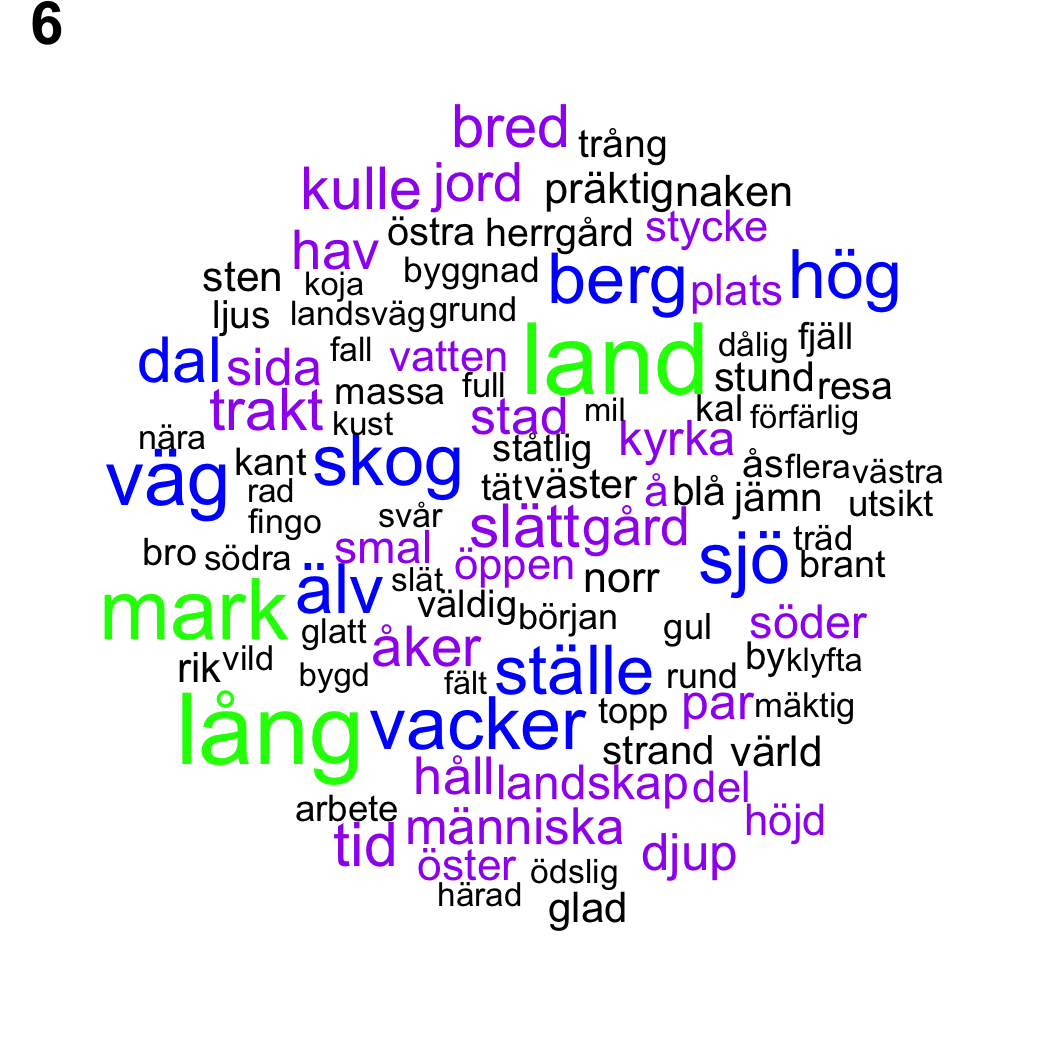 6
bred trång
kulle jord präktig naken
östra herrgård stycke
hav byggnad berg plats hög
sten koja
ljus landsväg grund
land dålig fjäll
dal sida fall vatten
massa full stund resa
trakt kust stad mil kal förfärlig
nära ståtlig kyrka
väg kant skog ås flera västra
rad tät väster å blå jämn utsikt
fingo svår slätt gård
bro södra smal öppen sjö träd
norr brant
mark älv slät
väldig början
glatt åker gul söder
rik vild bygd fält ställe rund by klyfta
lång vacker topp par mäktig
strand värld
håll landskap del
arbete
tid människa höjd
öster ödslig djup
härad glad